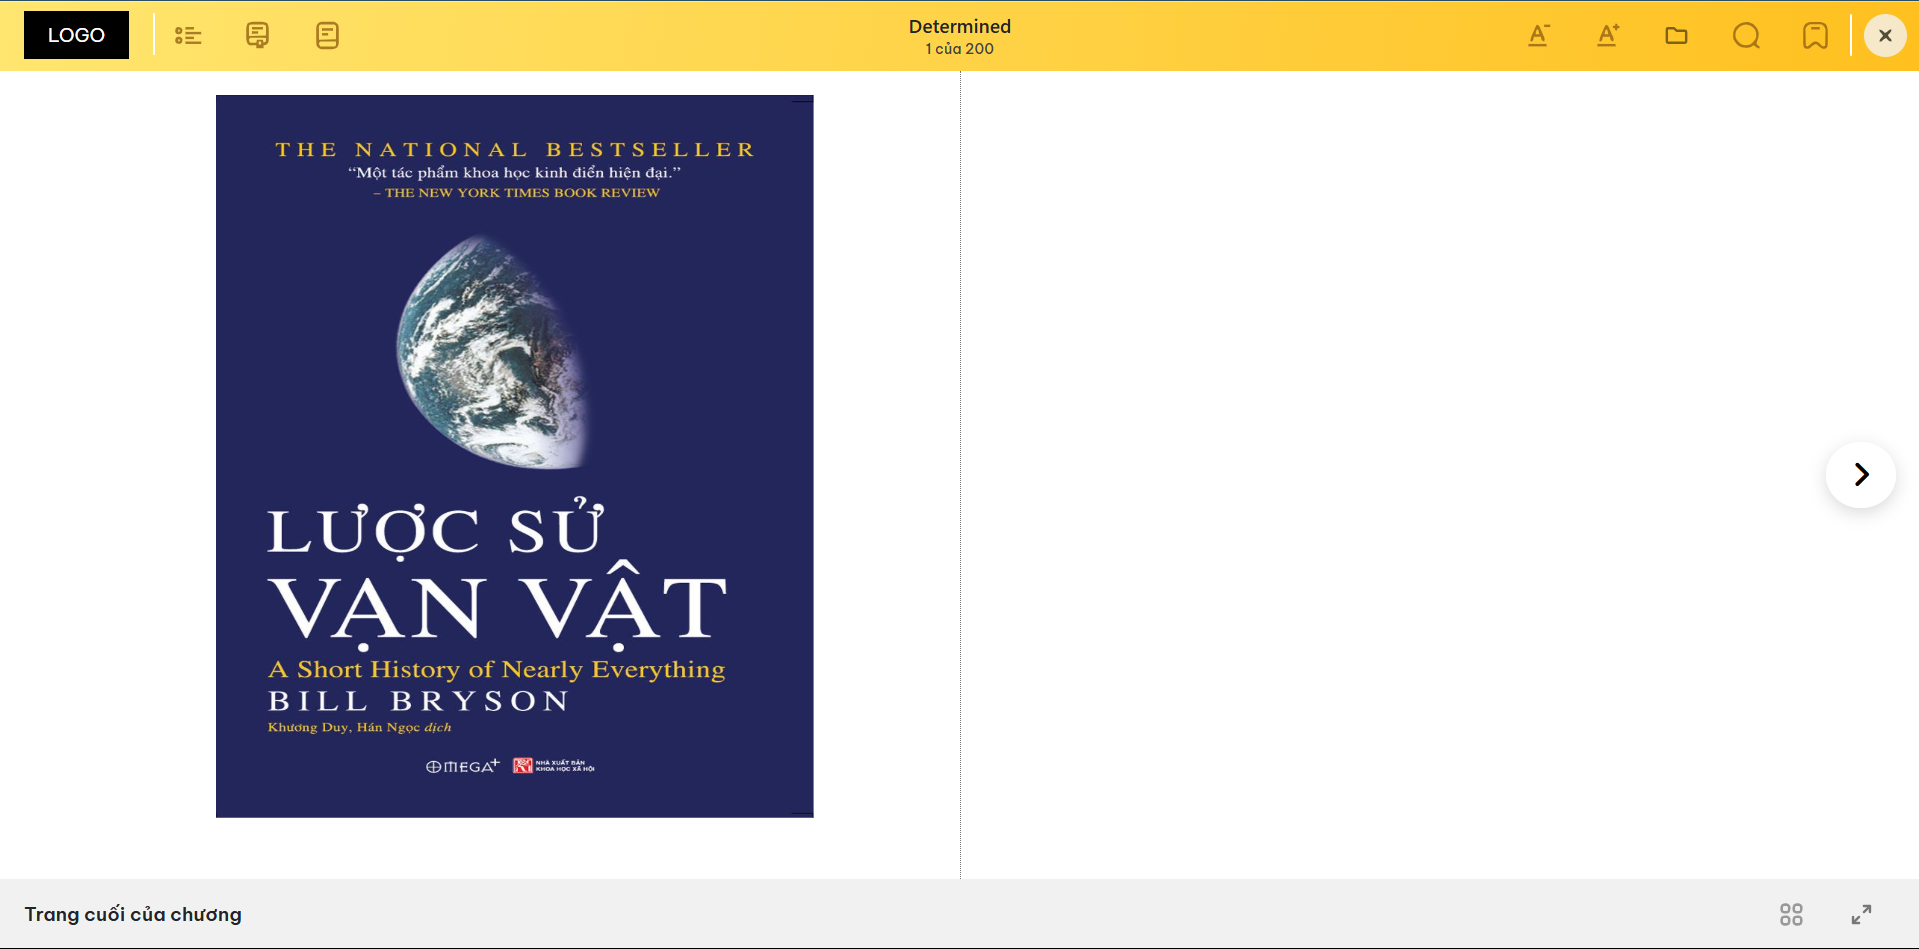 LOGO
Determined
1 của 200
A-
A+
THE NATIONAL BESTSELLER
“Một tác phẩm khoa học kinh điển hiện đại.”
– THE NEW YORK TIMES BOOK REVIEW
LƯỢC SỬ
VẠN VẬT
A Short History of Nearly Everything
BILL BRYSON
Khương Duy, Hán Ngọc dịch
OMEGA+
NHÀ XUẤT BẢN
KHOA HỌC XÃ HỘI
Trang cuối của chương